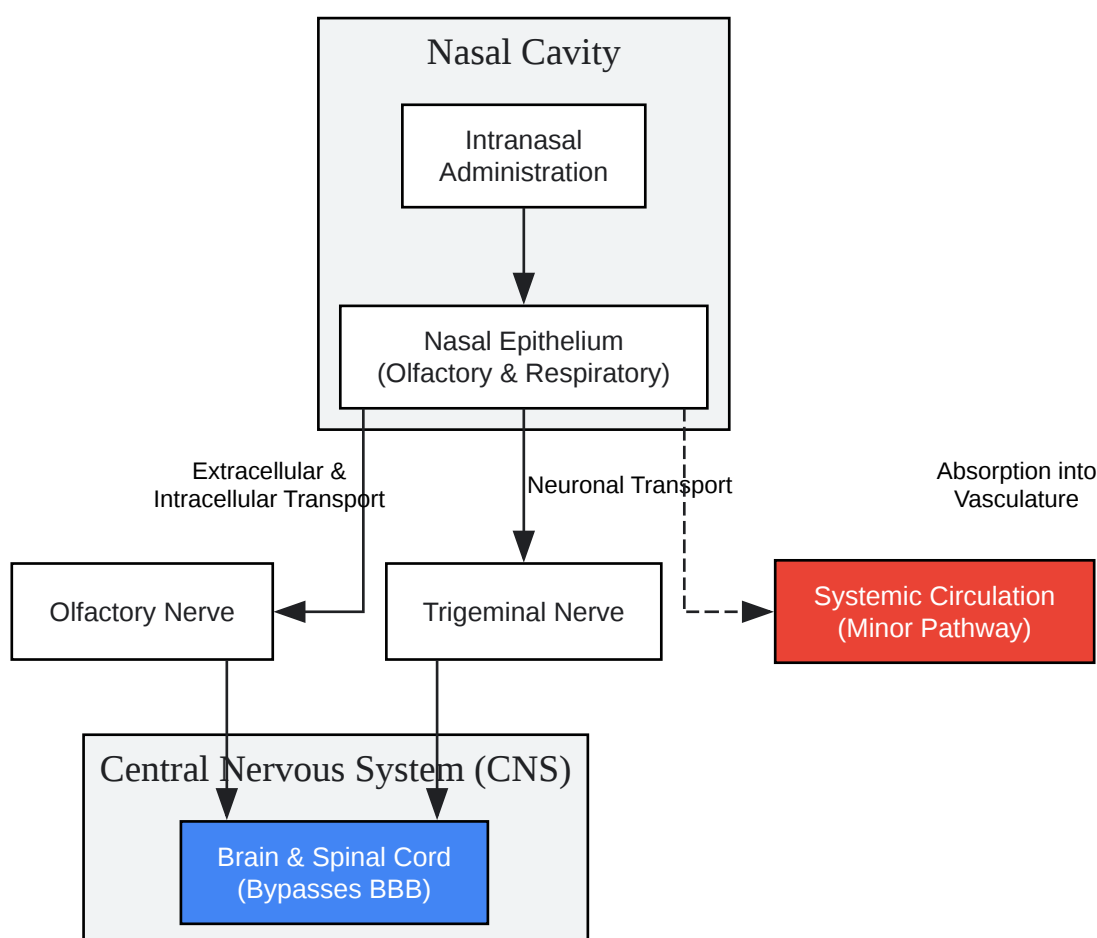 Nasal Cavity
Intranasal
Administration
Nasal Epithelium
(Olfactory & Respiratory)
Extracellular &
Intracellular Transport
Neuronal Transport
Absorption into
Vasculature
Olfactory Nerve
Trigeminal Nerve
Systemic Circulation
(Minor Pathway)
Central Nervous System (CNS)
Brain & Spinal Cord
(Bypasses BBB)